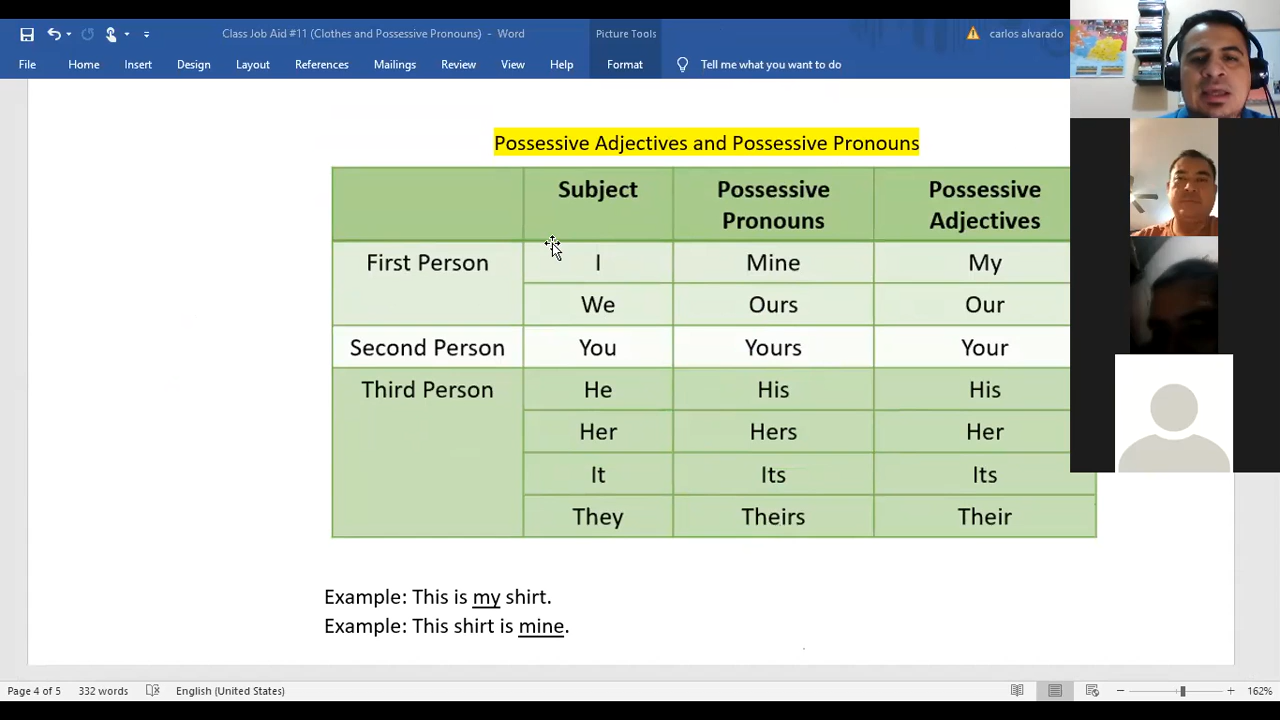 Class Job Aid #11 (Clothes and Possessive Pronouns) - Word
Picture Tools
carlos alvarado
File Home Insert Design Layout References Mailings Review View Help Format Tell me what you want to do
Possessive Adjectives and Possessive Pronouns
Subject Possessive Pronouns Possessive Adjectives
First Person I Mine My
We Ours Our
Second Person You Yours Your
Third Person He His His
Her Hers Her
It Its Its
They Theirs Their
Example: This is my shirt.
Example: This shirt is mine.
Page 4 of 5 332 words English (United States) 162%